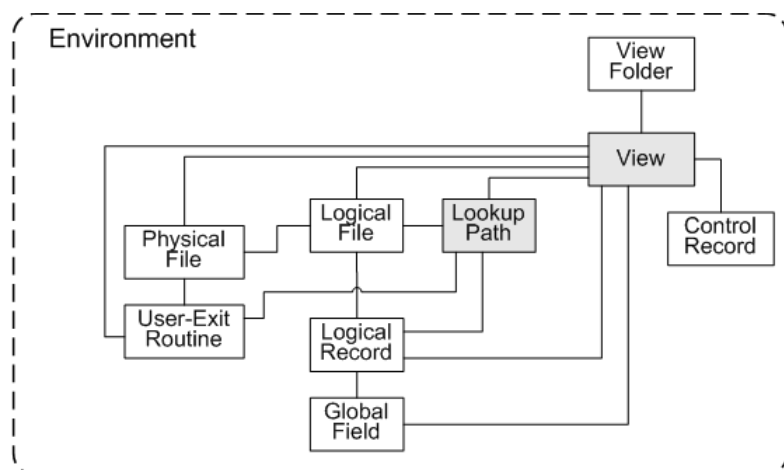 Environment
View
Folder
View
Logical
File
Lookup
Path
Control
Record
Physical
File
User-Exit
Routine
Logical
Record
Global
Field